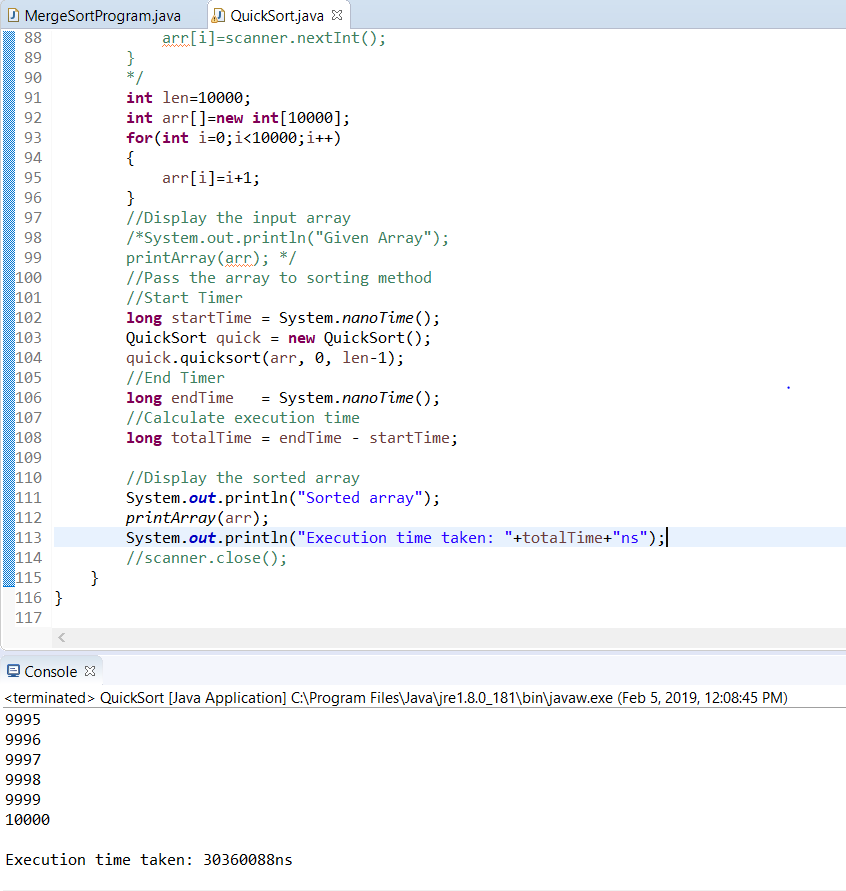 MergeSortProgram.java QuickSort.java
88 arr[i]=scanner.nextInt();
89 }
90 */
91 int len=10000;
92 int arr[]=new int[10000];
93 for(int i=0;i<10000;i++)
94 {
95 arr[i]=i+1;
96 }
97 //Display the input array
98 /*System.out.println("Given Array");
99 printArray(arr); */
100 //Pass the array to sorting method
101 //Start Timer
102 long startTime = System.nanoTime();
103 QuickSort quick = new QuickSort();
104 quick.quicksort(arr, 0, len-1);
105 //End Timer
106 long endTime   = System.nanoTime();
107 //Calculate execution time
108 long totalTime = endTime - startTime;
109
110 //Display the sorted array
111 System.out.println("Sorted array");
112 printArray(arr);
113 System.out.println("Execution time taken: "+totalTime+"ns");
114 //scanner.close();
115 }
116 }
117
Console
<terminated> QuickSort [Java Application] C:\Program Files\Java\jre1.8.0_181\bin\javaw.exe (Feb 5, 2019, 12:08:45 PM)
9995
9996
9997
9998
9999
10000
Execution time taken: 30360088ns